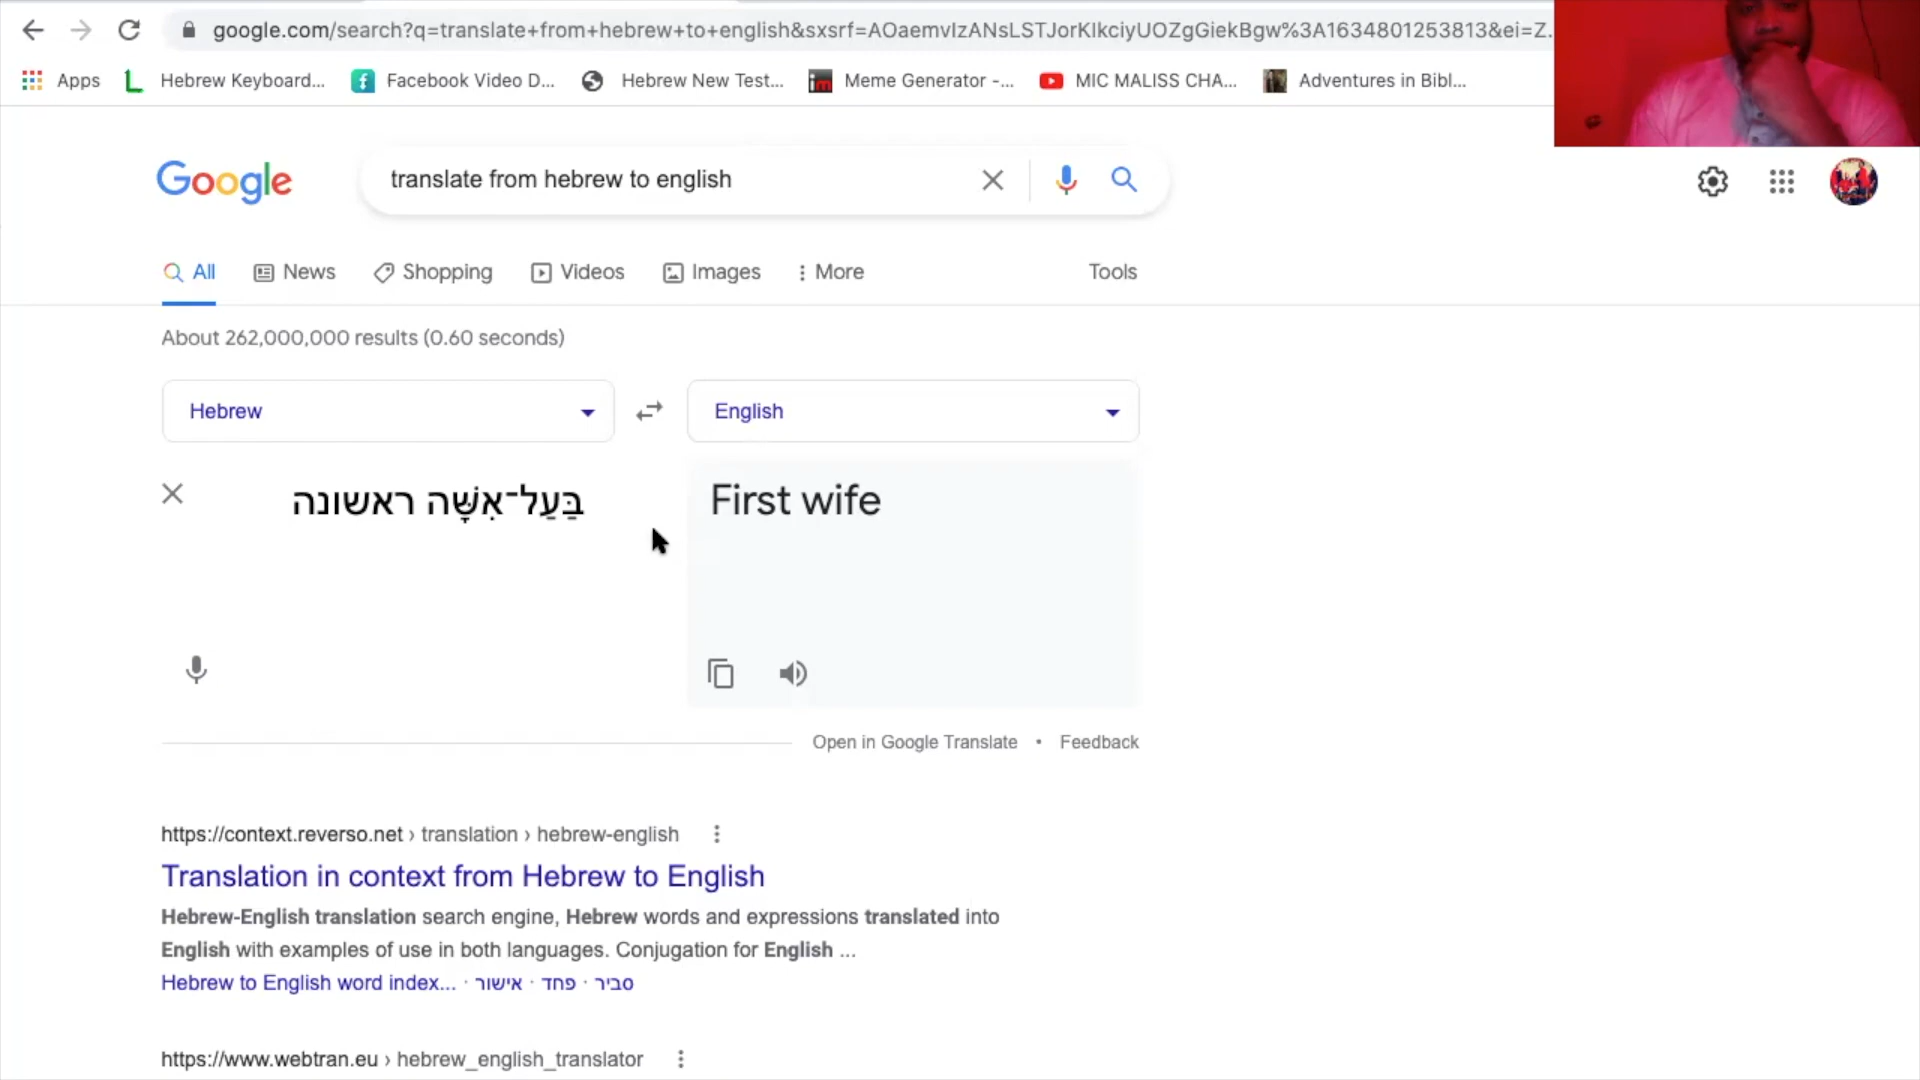 google.com/search?q=translate+from+hebrew+to+english&sxsrf=AOaemvIzANsLSTJorKIkciyUOZgGiekBgw%3A1634801253813&ei=Z...
Apps Hebrew Keyboard... Facebook Video D... Hebrew New Test... Meme Generator -... MIC MALISS CHA... Adventures in Bibl...
Google translate from hebrew to english
All News Shopping Videos Images More Tools
About 262,000,000 results (0.60 seconds)
Hebrew English
בַּעַל־אִשָּׁה ראשונה First wife
Open in Google Translate • Feedback
https://context.reverso.net › translation › hebrew-english
Translation in context from Hebrew to English
Hebrew-English translation search engine, Hebrew words and expressions translated into
English with examples of use in both languages. Conjugation for English ...
Hebrew to English word index... · אישור · פחד · סביר
https://www.webtran.eu › hebrew_english_translator